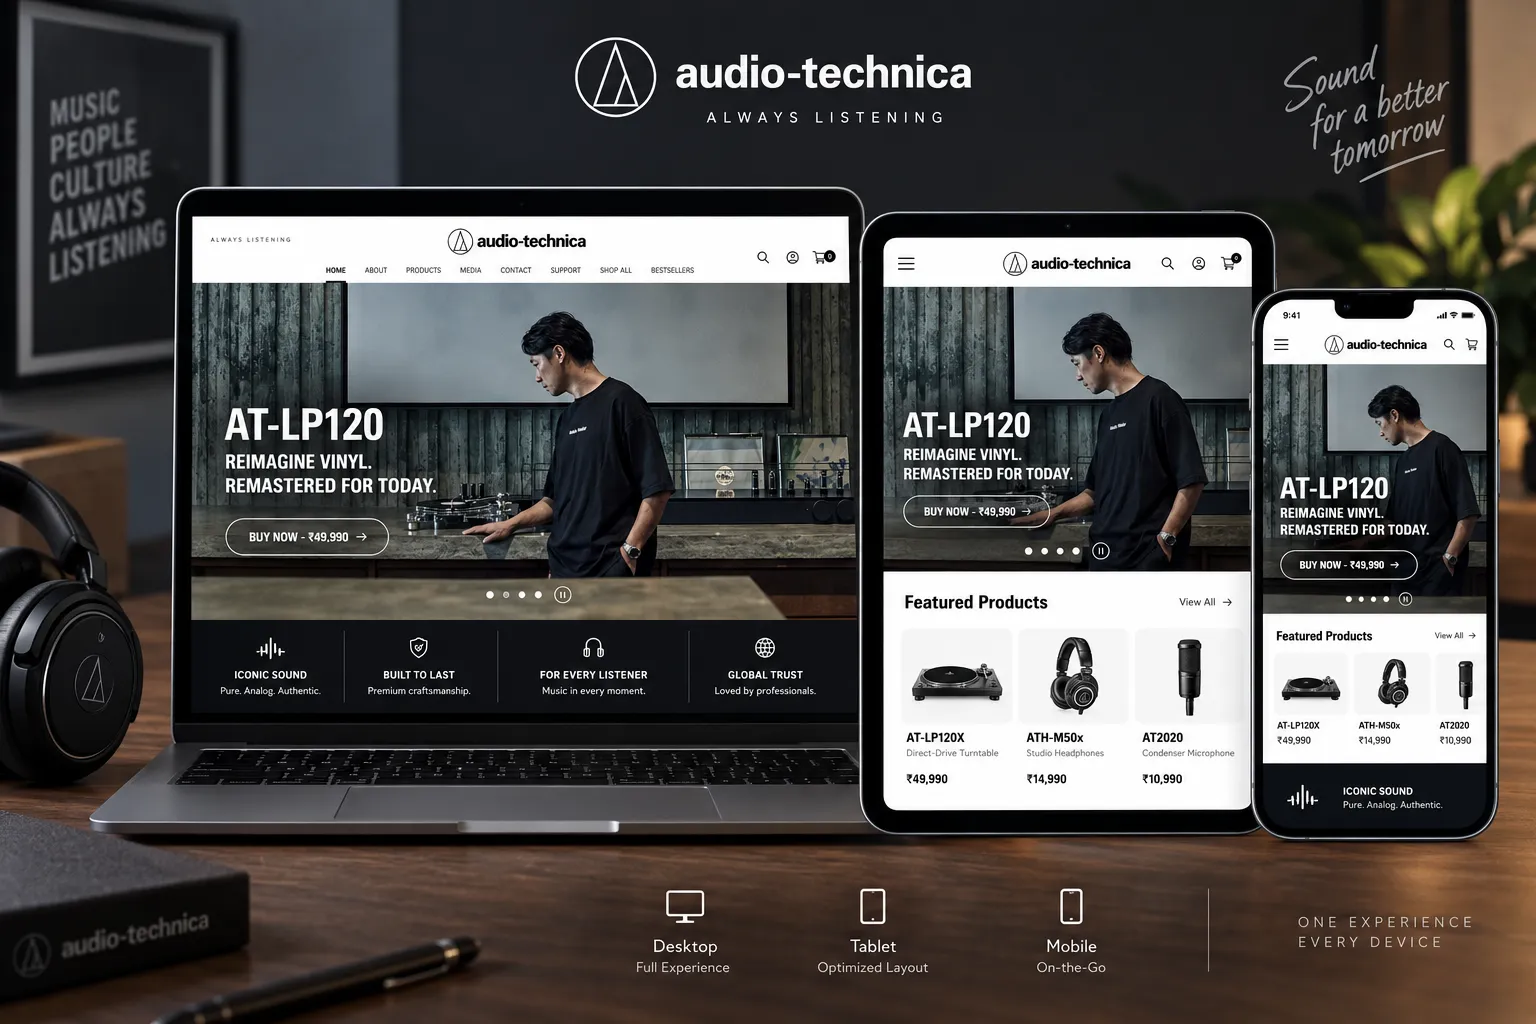 audio-technica
ALWAYS LISTENING
Sound
for a better
tomorrow
MUSIC
PEOPLE
CULTURE
ALWAYS
LISTENING
ALWAYS LISTENING
audio-technica
0
HOME ABOUT PRODUCTS MEDIA CONTACT SUPPORT SHOP ALL BESTSELLERS
AT-LP120
REIMAGINE VINYL.
REMASTERED FOR TODAY.
BUY NOW - ₹49,990 →
ICONIC SOUND
Pure. Analog. Authentic.
BUILT TO LAST
Premium craftsmanship.
FOR EVERY LISTENER
Music in every moment.
GLOBAL TRUST
Loved by professionals.
audio-technica
0
AT-LP120
REIMAGINE VINYL.
REMASTERED FOR TODAY.
BUY NOW - ₹49,990 →
Featured Products
View All →
AT-LP120X
Direct-Drive Turntable
₹49,990
ATH-M50x
Studio Headphones
₹14,990
AT2020
Condenser Microphone
₹10,990
9:41
audio-technica
AT-LP120
REIMAGINE VINYL.
REMASTERED FOR TODAY.
BUY NOW - ₹49,990 →
Featured Products
View All →
AT-LP120X
₹49,990
ATH-M50x
₹14,990
AT2020
₹10,990
ICONIC SOUND
Pure. Analog. Authentic.
audio-technica
Desktop
Full Experience
Tablet
Optimized Layout
Mobile
On-the-Go
ONE EXPERIENCE
EVERY DEVICE